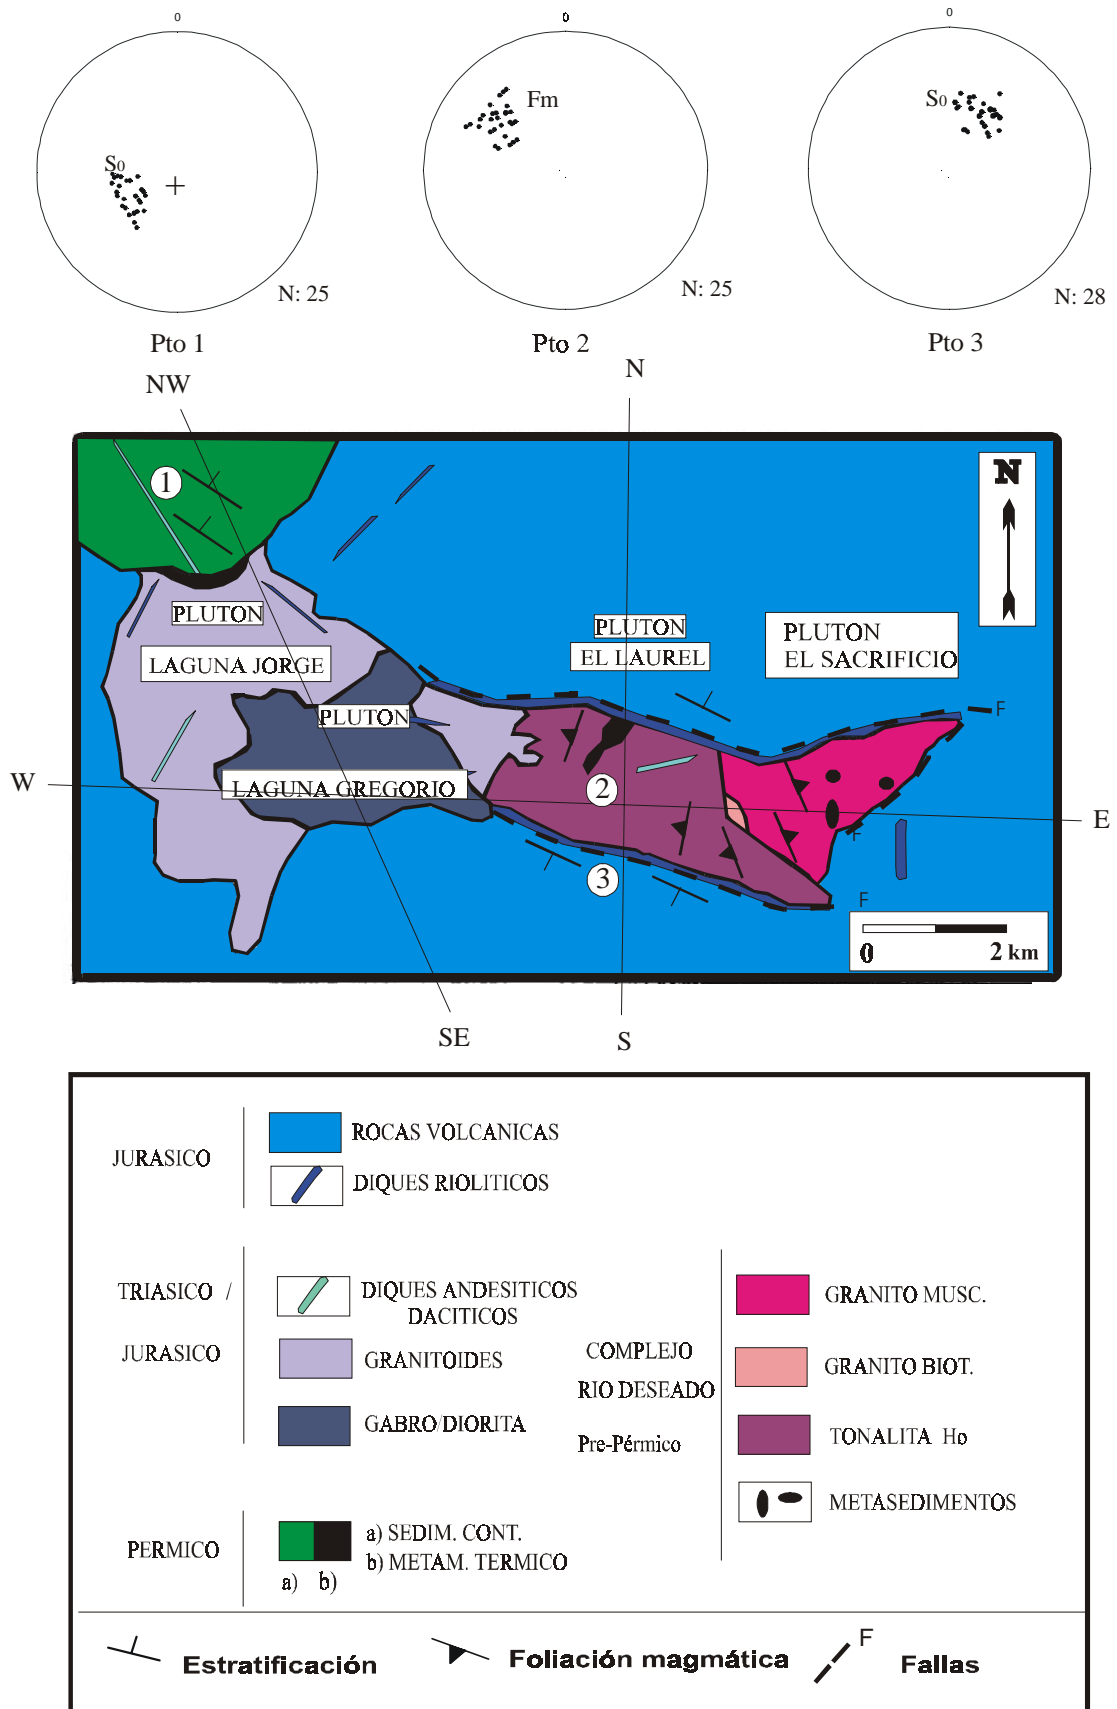 0
0
0
S0
Fm
S0
N: 25
N: 25
N: 28
Pto 1
Pto 2
Pto 3
NW
N
1
N
PLUTON
LAGUNA JORGE
PLUTON
EL LAUREL
PLUTON
EL SACRIFICIO
PLUTON
F
W
LAGUNA GREGORIO
2
E
F
3
F
0
2 km
SE
S
JURASICO
ROCAS VOLCANICAS
DIQUES RIOLITICOS
TRIASICO /
JURASICO
DIQUES ANDESITICOS
DACITICOS
GRANITOIDES
GABRO/DIORITA
COMPLEJO
RIO DESEADO
Pre-Pérmico
GRANITO MUSC.
GRANITO BIOT.
TONALITA Ho
METASEDIMENTOS
PERMICO
a) SEDIM. CONT.
b) METAM. TERMICO
a) b)
Estratificación
Foliación magmática
F
Fallas